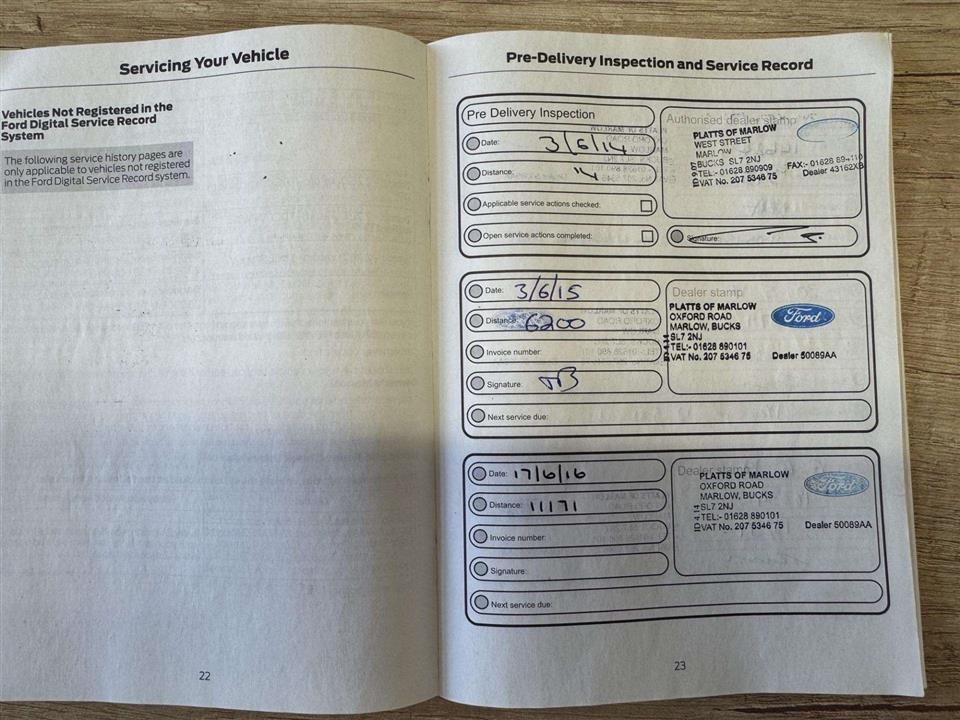 Servicing Your Vehicle
Vehicles Not Registered in the
Ford Digital Service Record
System
The following service history pages are
only applicable to vehicles not registered
in the Ford Digital Service Record system.
22
Pre-Delivery Inspection and Service Record
Pre Delivery Inspection
Date: 3/6/14
Distance: 14
Applicable service actions checked:
Open service actions completed:
Authorised dealer stamp
PLATTS OF MARLOW
WEST STREET
MARLOW
BUCKS SL7 2NJ
TEL:- 01628 890909 FAX:- 01628
VAT No. 207 5346 75 Dealer 43162XB
Signature:
Date: 3/6/15
Distance: 6200
Invoice number:
Signature:
Next service due:
Dealer stamp
PLATTS OF MARLOW
OXFORD ROAD
MARLOW, BUCKS
SL7 2NJ
TEL:- 01628 890101
VAT No. 207 5346 75 Dealer 50089AA
Ford
Date: 17/6/16
Distance: 11171
Invoice number:
Signature:
Next service due:
Dealer stamp
PLATTS OF MARLOW
OXFORD ROAD
MARLOW, BUCKS
SL7 2NJ
TEL:- 01628 890101
VAT No. 207 5346 75 Dealer 50089AA
Ford
23